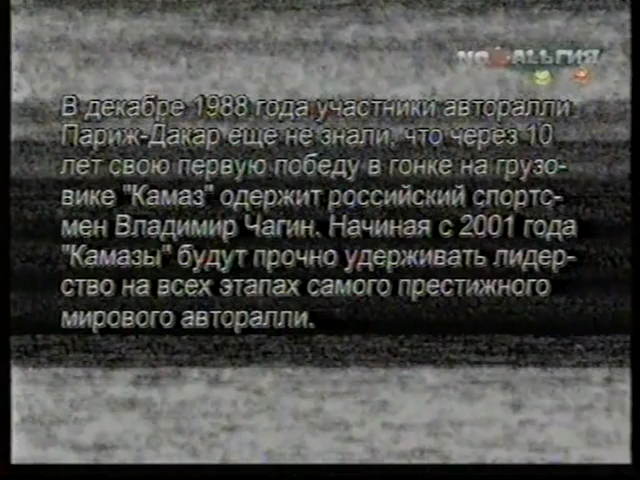 NOСТАЛЬГИЯ
В декабре 1988 года участники авторалли
Париж-Дакар еще не знали, что через 10
лет свою первую победу в гонке на грузо-
вике "Камаз" одержит российский спортс-
мен Владимир Чагин. Начиная с 2001 года
"Камазы" будут прочно удерживать лидер-
ство на всех этапах самого престижного
мирового авторалли.